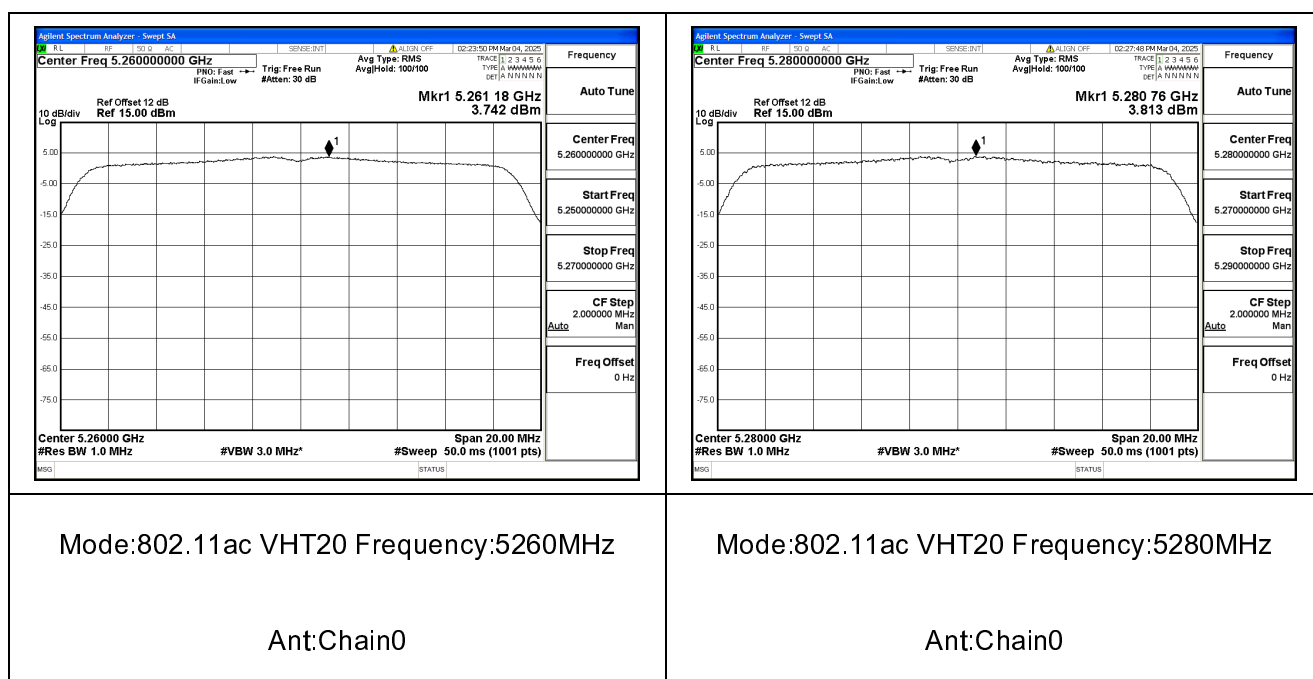 Agilent Spectrum Analyzer - Swept SA
LXI RL RF 50 Ω AC SENSE:INT ALIGN OFF 02:23:50 PM Mar 04, 2025
Center Freq 5.260000000 GHz
PNO: Fast
IFGain:Low
Trig: Free Run
#Atten: 30 dB
Avg Type: RMS
Avg|Hold: 100/100
TRACE 1 2 3 4 5 6
TYPE A WWWWW
DET A N N N N N
Ref Offset 12 dB
10 dB/div Ref 15.00 dBm
Log
Mkr1 5.261 18 GHz
3.742 dBm
1
5.00
-5.00
-15.0
-25.0
-35.0
-45.0
-55.0
-65.0
-75.0
Center 5.26000 GHz Span 20.00 MHz
#Res BW 1.0 MHz #VBW 3.0 MHz* #Sweep 50.0 ms (1001 pts)
MSG STATUS
Frequency
Auto Tune
Center Freq
5.260000000 GHz
Start Freq
5.250000000 GHz
Stop Freq
5.270000000 GHz
CF Step
2.000000 MHz
Auto Man
Freq Offset
0 Hz
Agilent Spectrum Analyzer - Swept SA
LXI RL RF 50 Ω AC SENSE:INT ALIGN OFF 02:27:48 PM Mar 04, 2025
Center Freq 5.280000000 GHz
PNO: Fast
IFGain:Low
Trig: Free Run
#Atten: 30 dB
Avg Type: RMS
Avg|Hold: 100/100
TRACE 1 2 3 4 5 6
TYPE A WWWWW
DET A N N N N N
Ref Offset 12 dB
10 dB/div Ref 15.00 dBm
Log
Mkr1 5.280 76 GHz
3.813 dBm
1
5.00
-5.00
-15.0
-25.0
-35.0
-45.0
-55.0
-65.0
-75.0
Center 5.28000 GHz Span 20.00 MHz
#Res BW 1.0 MHz #VBW 3.0 MHz* #Sweep 50.0 ms (1001 pts)
MSG STATUS
Frequency
Auto Tune
Center Freq
5.280000000 GHz
Start Freq
5.270000000 GHz
Stop Freq
5.290000000 GHz
CF Step
2.000000 MHz
Auto Man
Freq Offset
0 Hz
Mode:802.11ac VHT20 Frequency:5260MHz
Ant:Chain0
Mode:802.11ac VHT20 Frequency:5280MHz
Ant:Chain0